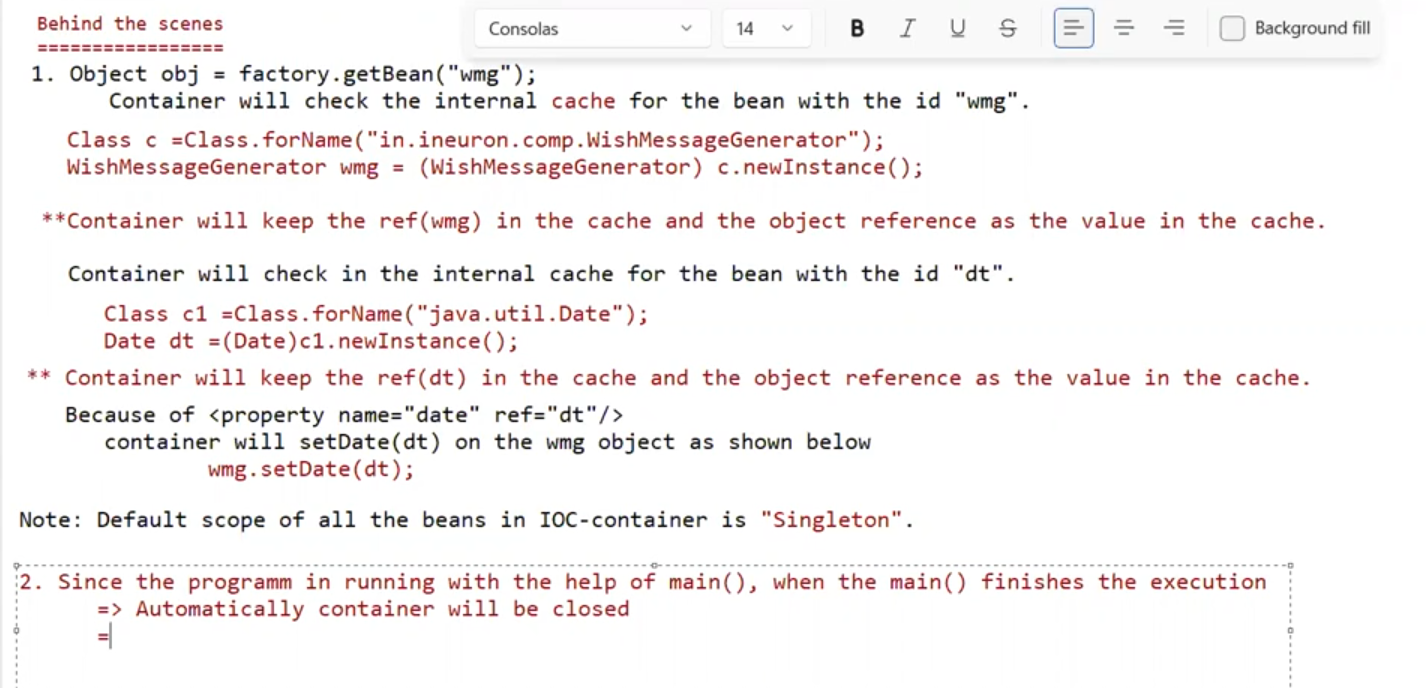 Behind the scenes
=================
Consolas 14 B I U S Background fill
1. Object obj = factory.getBean("wmg");
Container will check the internal cache for the bean with the id "wmg".
Class c =Class.forName("in.ineuron.comp.WishMessageGenerator");
WishMessageGenerator wmg = (WishMessageGenerator) c.newInstance();
**Container will keep the ref(wmg) in the cache and the object reference as the value in the cache.
Container will check in the internal cache for the bean with the id "dt".
Class c1 =Class.forName("java.util.Date");
Date dt =(Date)c1.newInstance();
** Container will keep the ref(dt) in the cache and the object reference as the value in the cache.
Because of <property name="date" ref="dt"/>
container will setDate(dt) on the wmg object as shown below
wmg.setDate(dt);
Note: Default scope of all the beans in IOC-container is "Singleton".
2. Since the programm in running with the help of main(), when the main() finishes the execution
=> Automatically container will be closed
=